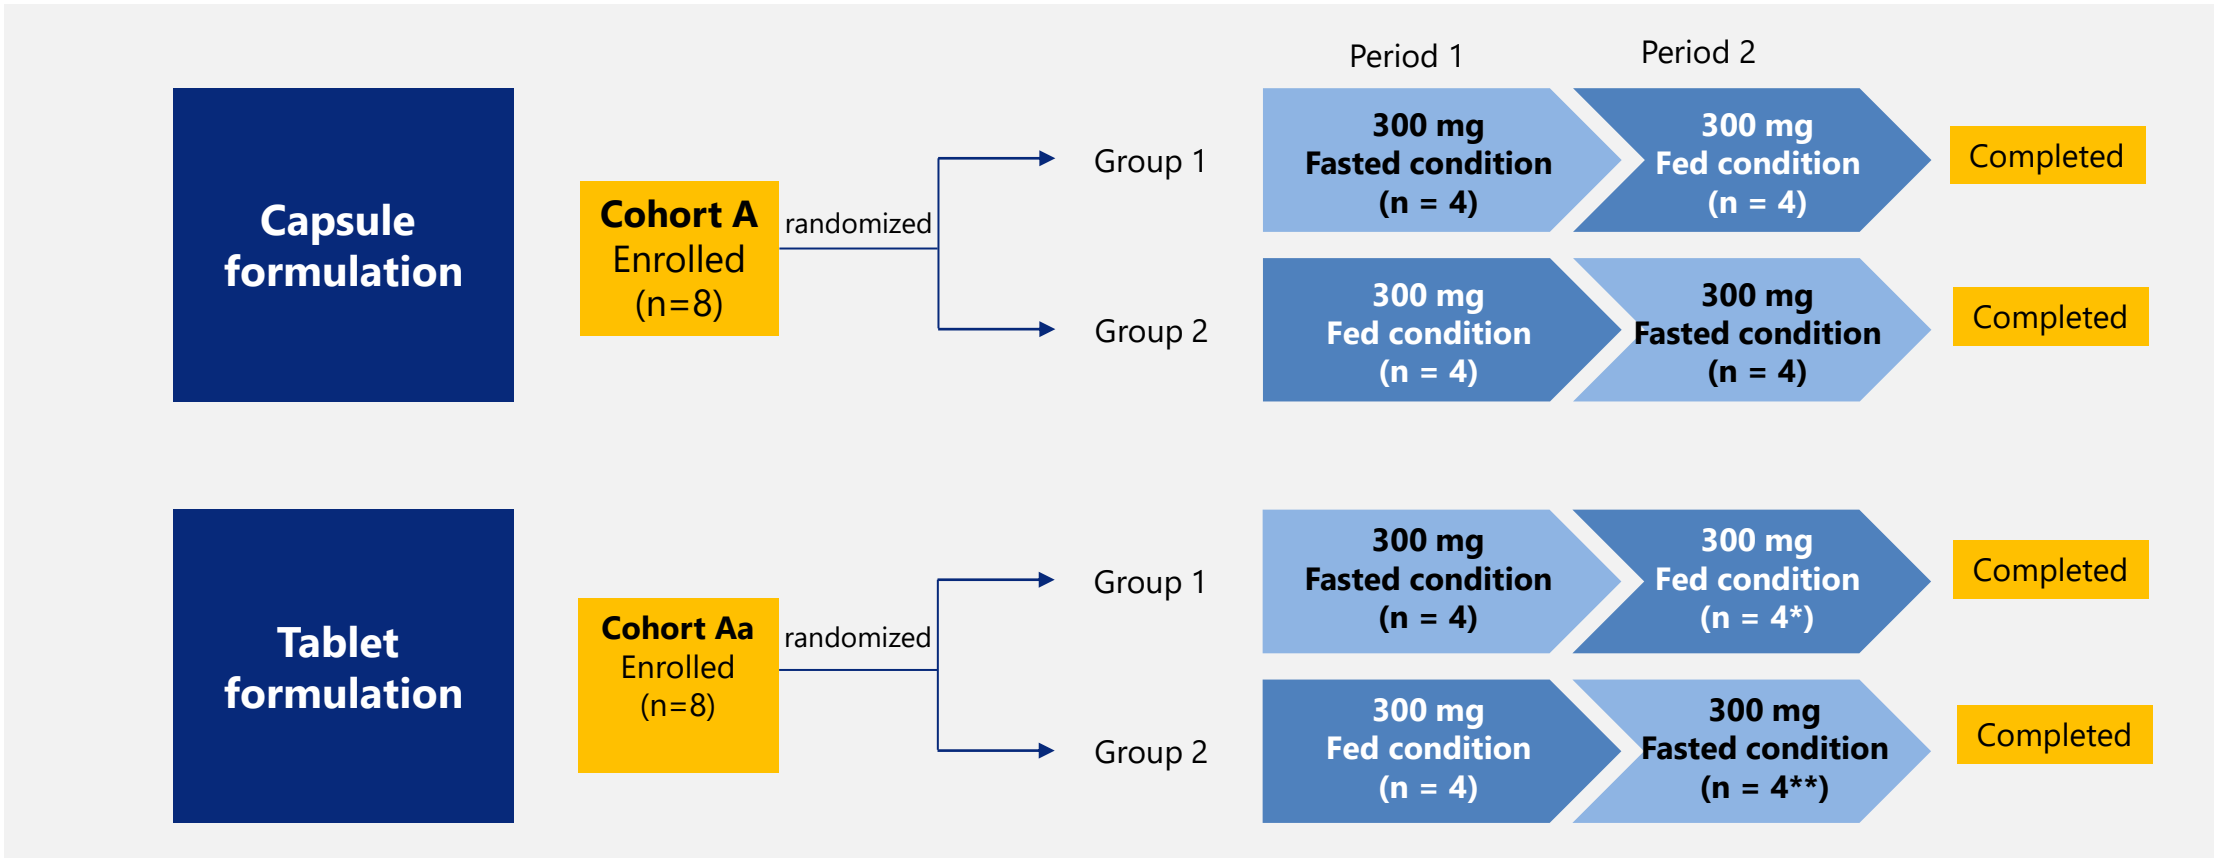 Period 1
Period 2
Capsule
formulation
Cohort A
Enrolled
(n=8)
randomized
Group 1
300 mg
Fasted condition
(n = 4)
300 mg
Fed condition
(n = 4)
Completed
Group 2
300 mg
Fed condition
(n = 4)
300 mg
Fasted condition
(n = 4)
Completed
Tablet
formulation
Cohort Aa
Enrolled
(n=8)
randomized
Group 1
300 mg
Fasted condition
(n = 4)
300 mg
Fed condition
(n = 4*)
Completed
Group 2
300 mg
Fed condition
(n = 4)
300 mg
Fasted condition
(n = 4**)
Completed